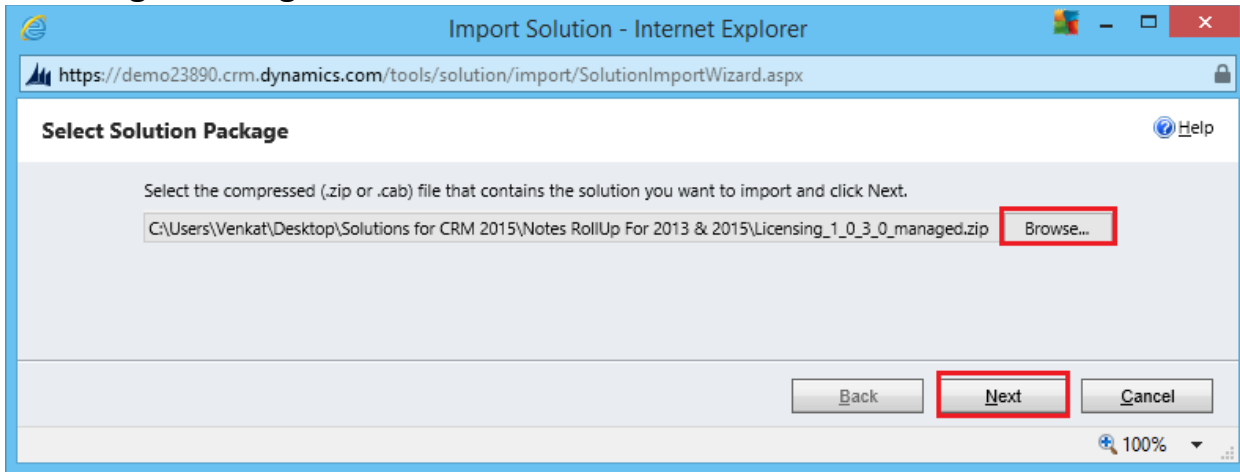 Import Solution - Internet Explorer
https://demo23890.crm.dynamics.com/tools/solution/import/SolutionImportWizard.aspx
Select Solution Package
Help
Select the compressed (.zip or .cab) file that contains the solution you want to import and click Next.
C:\Users\Venkat\Desktop\Solutions for CRM 2015\Notes RollUp For 2013 & 2015\Licensing_1_0_3_0_managed.zip Browse...
Back Next Cancel
100%